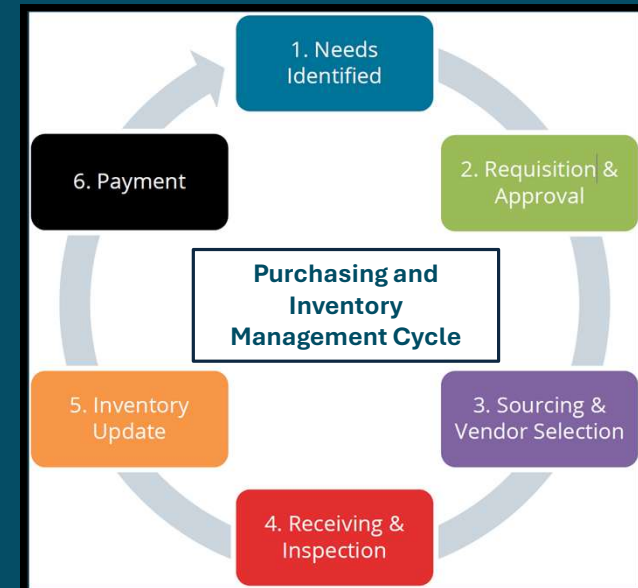 1. Needs
Identified
2. Requisition &
Approval
3. Sourcing &
Vendor Selection
4. Receiving &
Inspection
5. Inventory
Update
6. Payment
Purchasing and
Inventory
Management Cycle